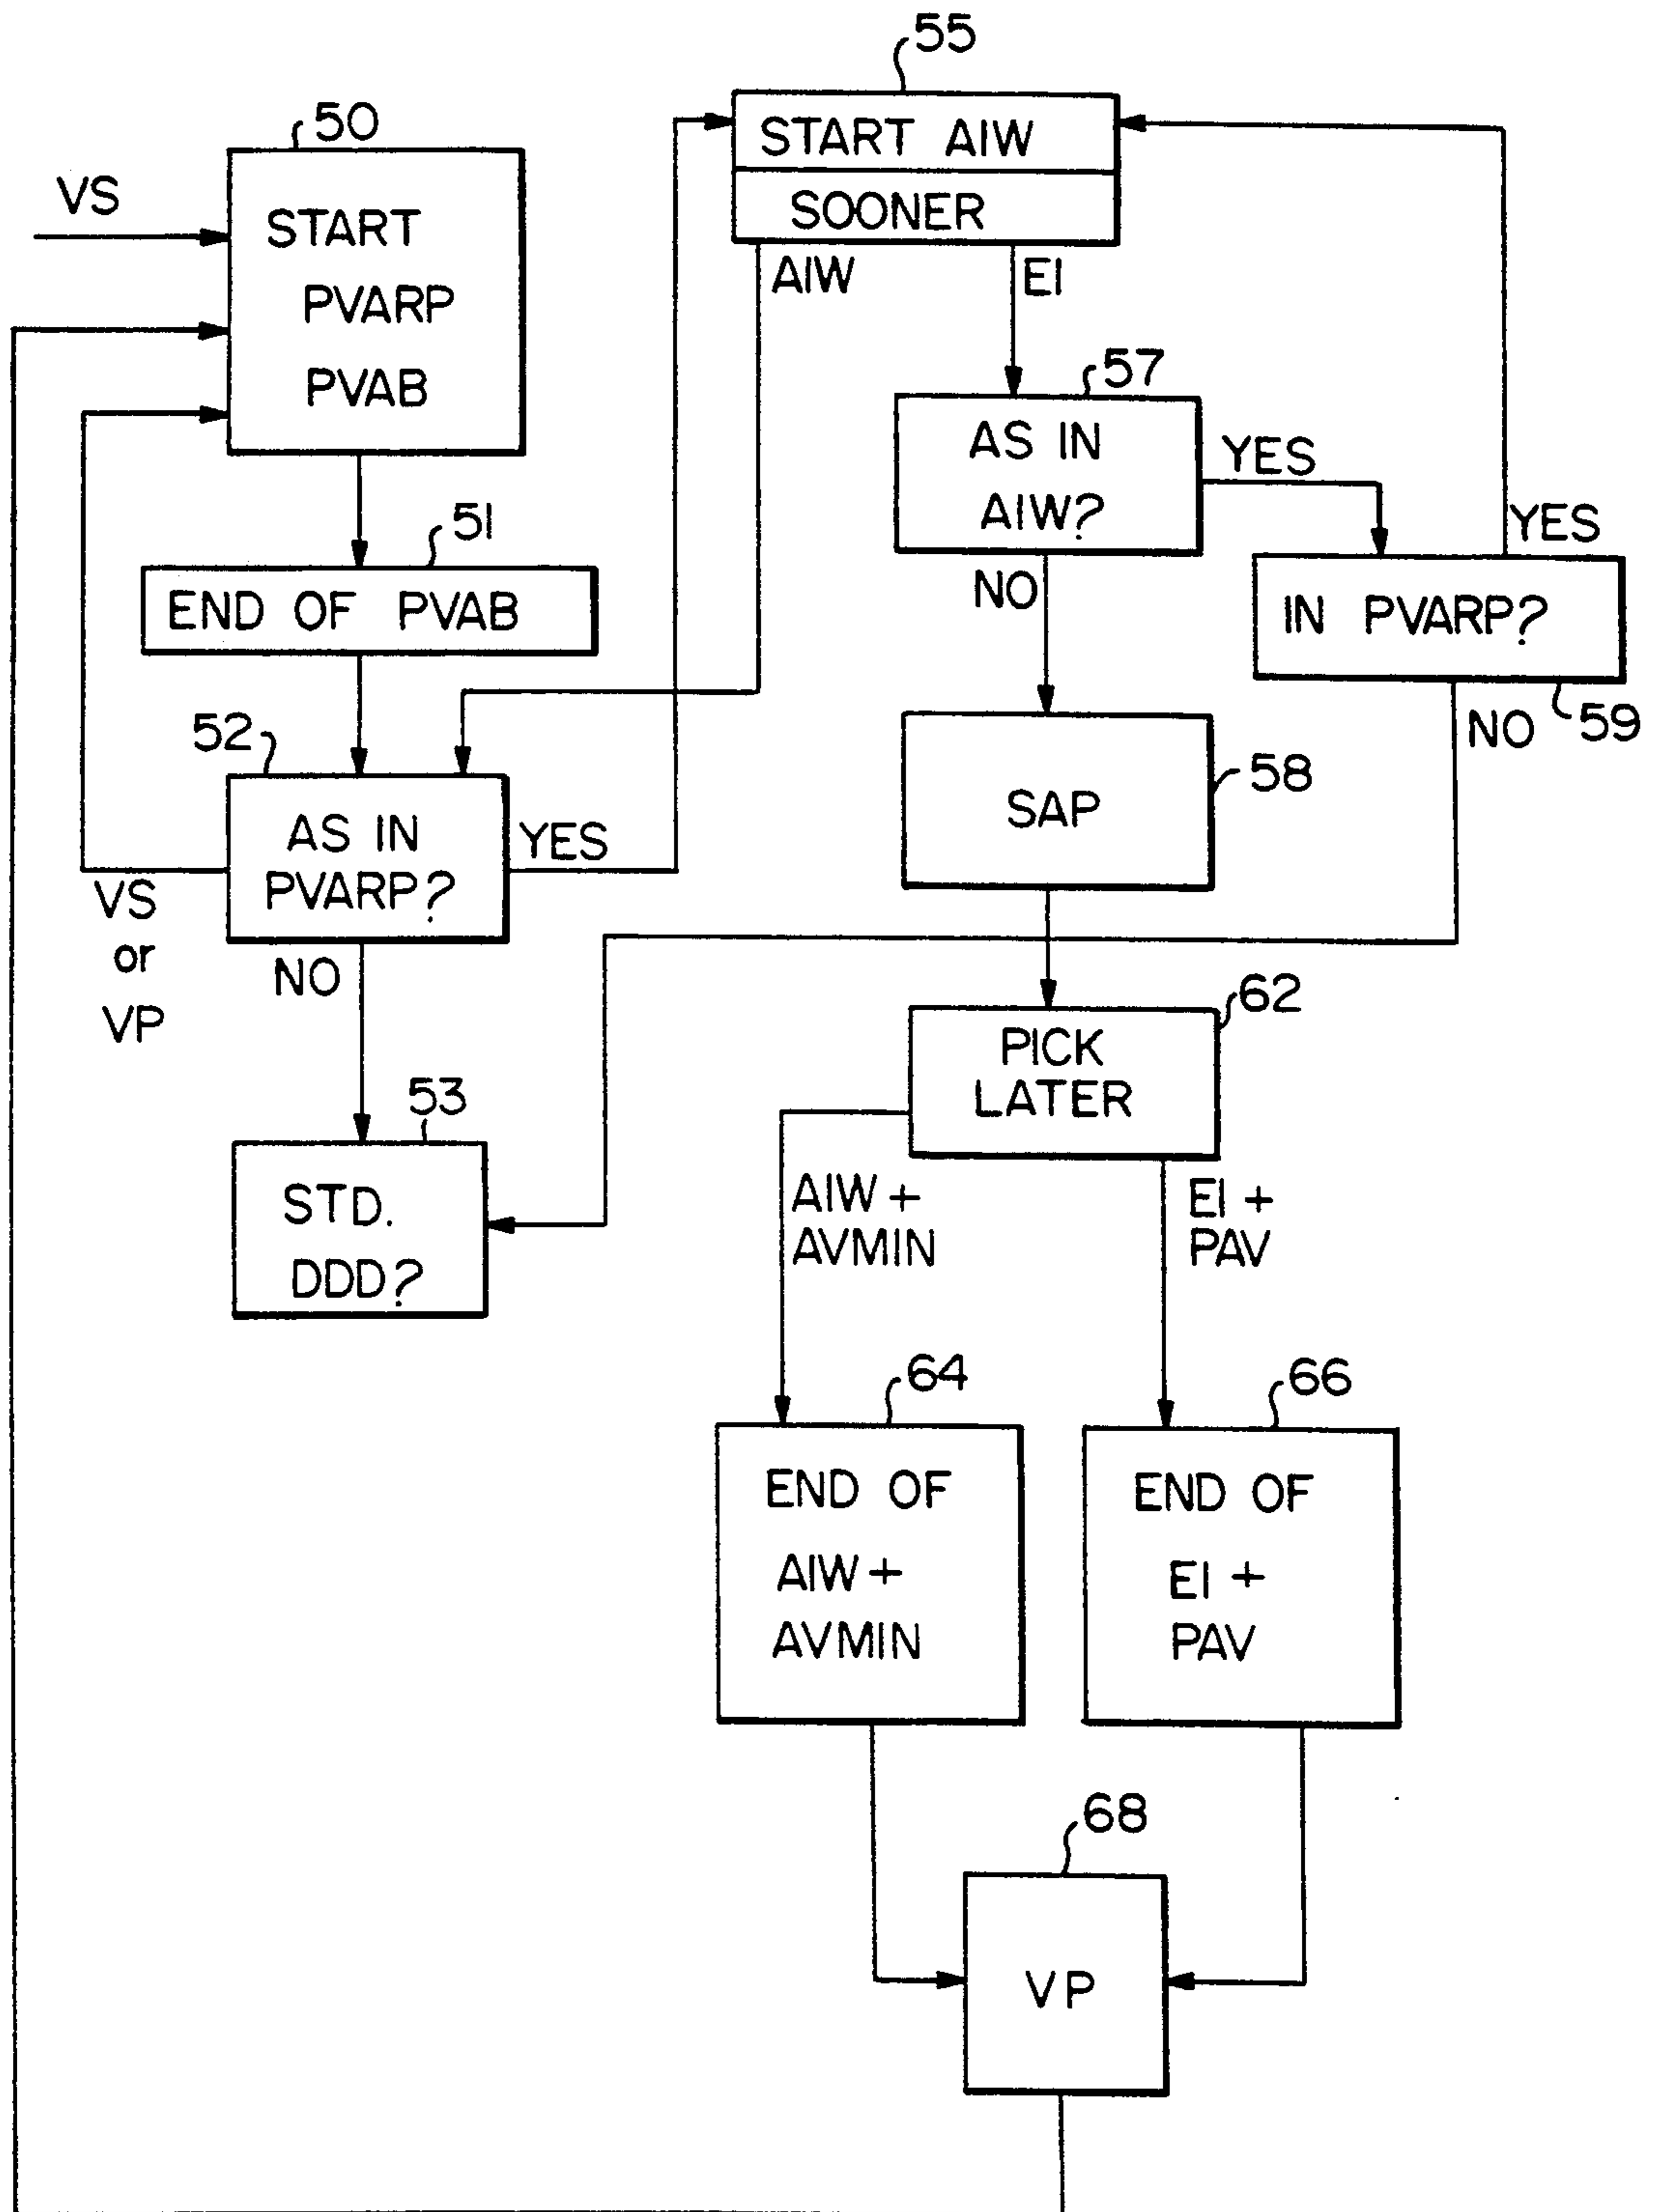 55
START AIW
SOONER
50
VS
START
PVARP
PVAB
AIW
EI
57
AS IN
AIW?
YES
YES
51
END OF PVAB
NO
IN PVARP?
59
NO
52
AS IN
PVARP?
YES
VS
or
VP
NO
58
SAP
62
PICK
LATER
53
STD.
DDD?
AIW +
AVMIN
EI +
PAV
64
END OF
AIW +
AVMIN
66
END OF
EI +
PAV
68
VP